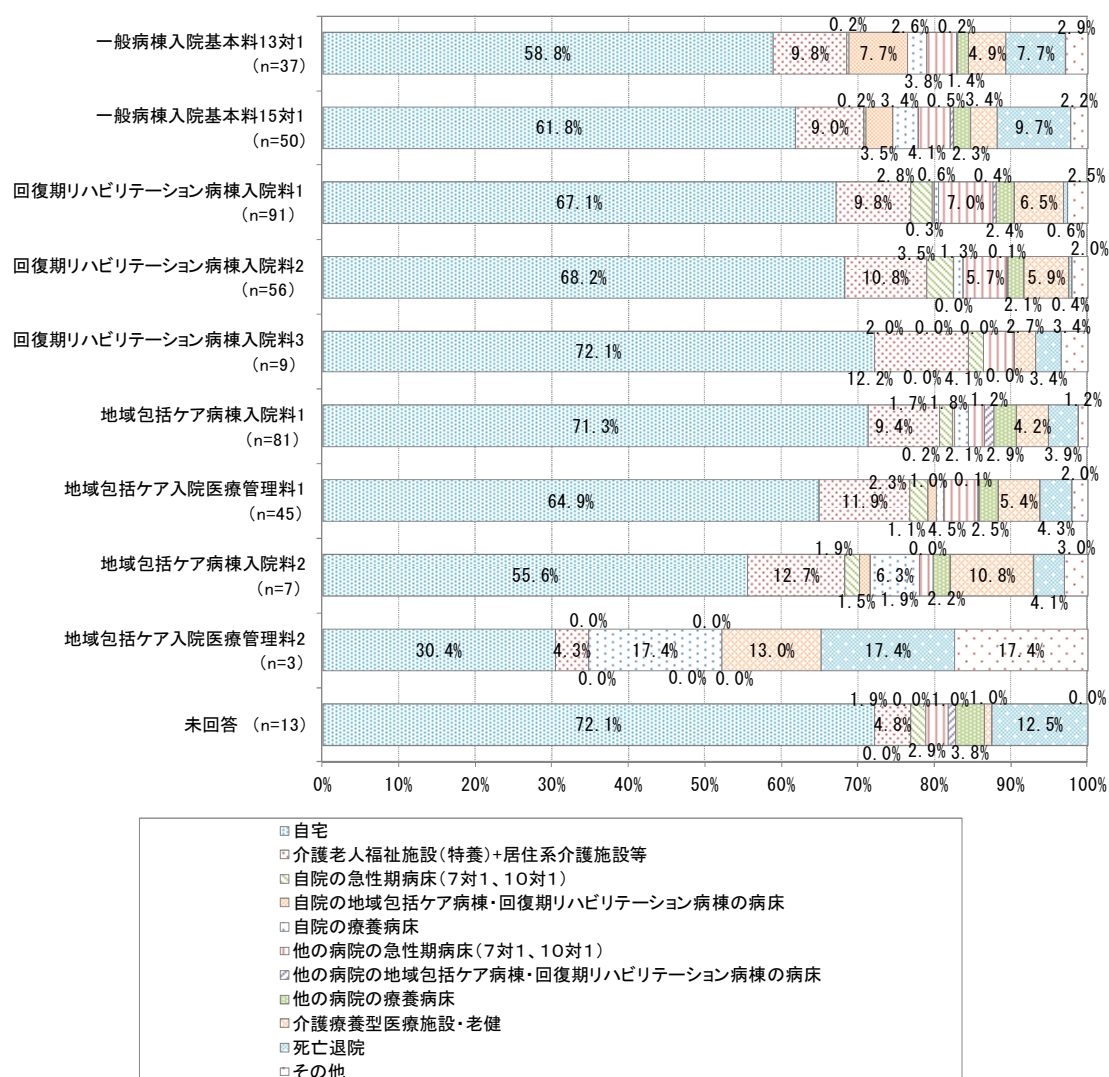 0.2% 2.6% 0.2% 2.9%
一般病棟入院基本料13対1
58.8% 9.8% 7.7% 4.9% 7.7%
(n=37)
3.8% 1.4%
0.2% 3.4% 0.5% 3.4% 2.2%
一般病棟入院基本料15対1
61.8% 9.0% 9.7%
(n=50)
3.5% 4.1% 2.3%
2.8% 0.6% 0.4% 2.5%
回復期リハビリテーション病棟入院料1
67.1% 9.8% 7.0% 6.5%
(n=91)
0.3% 2.4% 0.6%
3.5% 1.3% 0.1% 2.0%
回復期リハビリテーション病棟入院料2
68.2% 10.8% 5.7% 5.9%
(n=56)
0.0% 2.1% 0.4%
2.0% 0.0% 0.0% 2.7% 3.4%
回復期リハビリテーション病棟入院料3
72.1%
(n=9)
12.2% 0.0% 4.1% 0.0% 3.4%
1.7% 1.8% 1.2% 1.2%
地域包括ケア病棟入院料1
71.3% 9.4% 4.2%
(n=81)
0.2% 2.1% 2.9% 3.9%
2.3% 1.0% 0.1% 2.0%
地域包括ケア入院医療管理料1
64.9% 11.9% 5.4%
(n=45)
1.1% 4.5% 2.5% 4.3%
1.9% 0.0% 3.0%
地域包括ケア病棟入院料2
55.6% 12.7% 6.3% 10.8%
(n=7)
1.5% 1.9% 2.2% 4.1%
0.0% 0.0%
地域包括ケア入院医療管理料2
30.4% 4.3% 17.4% 13.0% 17.4% 17.4%
(n=3)
0.0% 0.0% 0.0%
1.9% 0.0% 1.0% 1.0% 0.0%
未回答 (n=13)
72.1% 4.8% 12.5%
0.0% 2.9% 3.8%
0% 10% 20% 30% 40% 50% 60% 70% 80% 90% 100%
自宅
介護老人福祉施設(特養)+居住系介護施設等
自院の急性期病床(7対1、10対1)
自院の地域包括ケア病棟・回復期リハビリテーション病棟の病床
自院の療養病床
他の病院の急性期病床(7対1、10対1)
他の病院の地域包括ケア病棟・回復期リハビリテーション病棟の病床
他の病院の療養病床
介護療養型医療施設・老健
死亡退院
その他